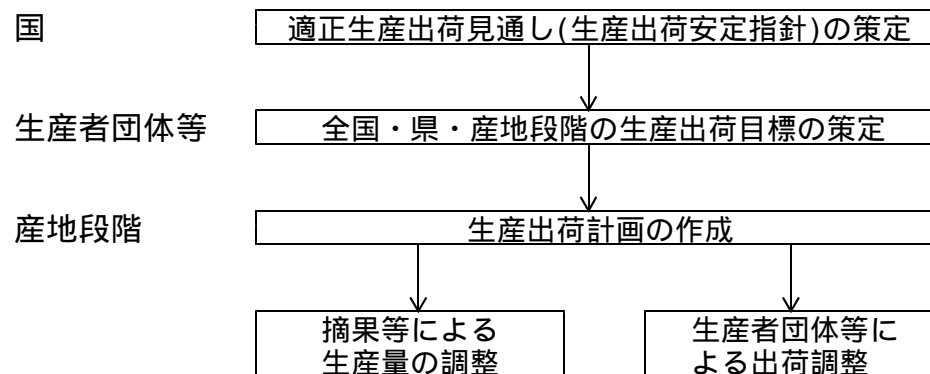 国
適正生産出荷見通し(生産出荷安定指針)の策定
生産者団体等
全国・県・産地段階の生産出荷目標の策定
産地段階
生産出荷計画の作成
摘果等による
生産量の調整
生産者団体等に
よる出荷調整